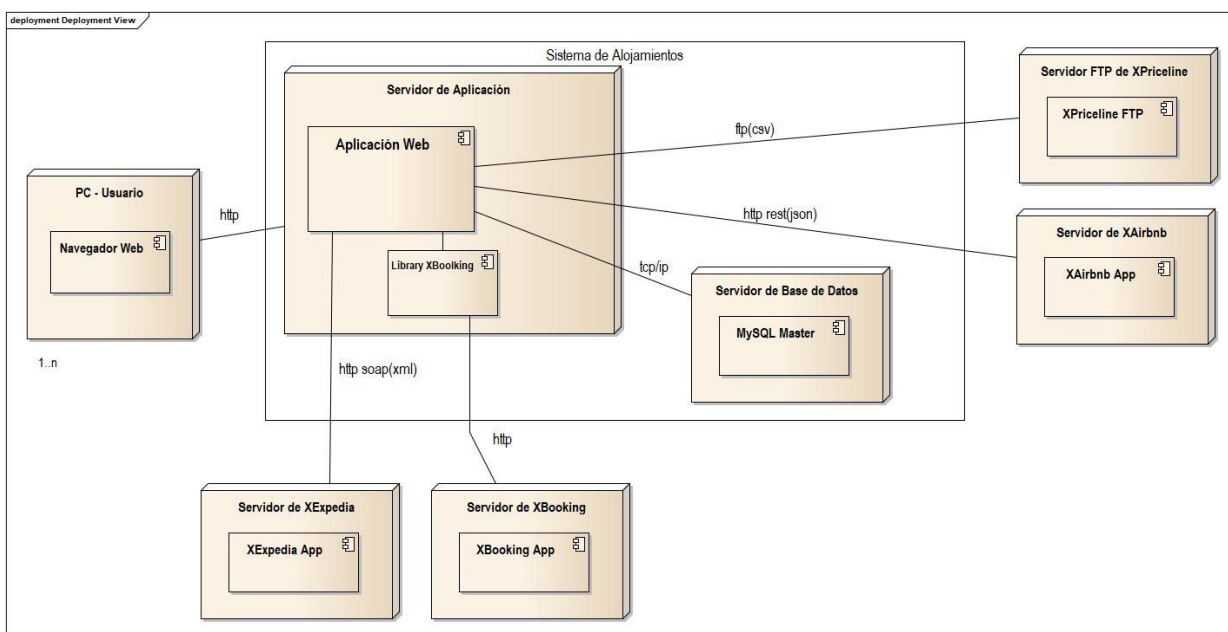 deployment Deployment View
Sistema de Alojamientos
Servidor de Aplicación
Aplicación Web
Library XBoolking
PC - Usuario
Navegador Web
1..n
http
ftp(csv)
http rest(json)
tcp/ip
http soap(xml)
http
Servidor FTP de XPriceline
XPriceline FTP
Servidor de XAirbnb
XAirbnb App
Servidor de Base de Datos
MySQL Master
Servidor de XExpedia
XExpedia App
Servidor de XBooking
XBooking App